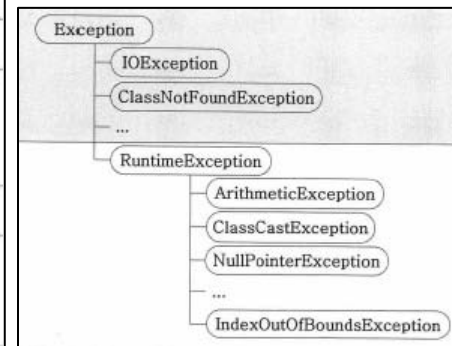 Exception
IOException
ClassNotFoundException
...
RuntimeException
ArithmeticException
ClassCastException
NullPointerException
...
IndexOutOfBoundsException